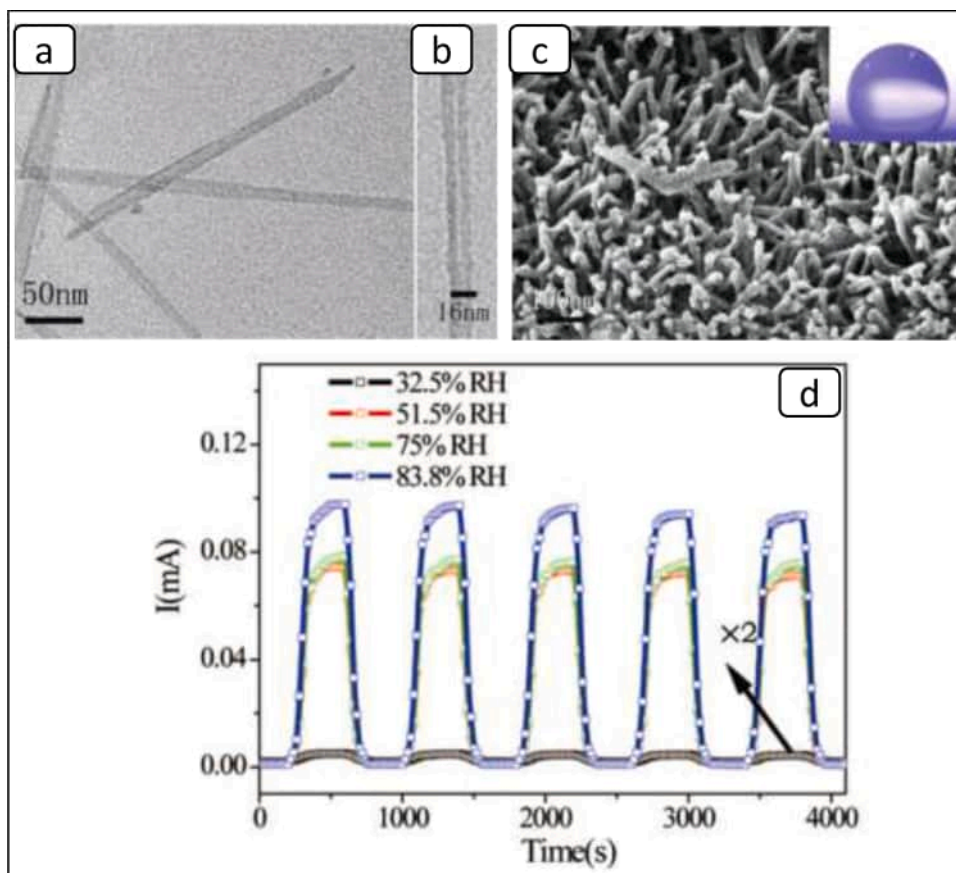 a
b
c
50nm
16nm
d
32.5% RH
51.5% RH
75% RH
83.8% RH
I(mA)
0.12
0.08
0.04
0.00
×2
0
1000
2000
3000
4000
Time(s)